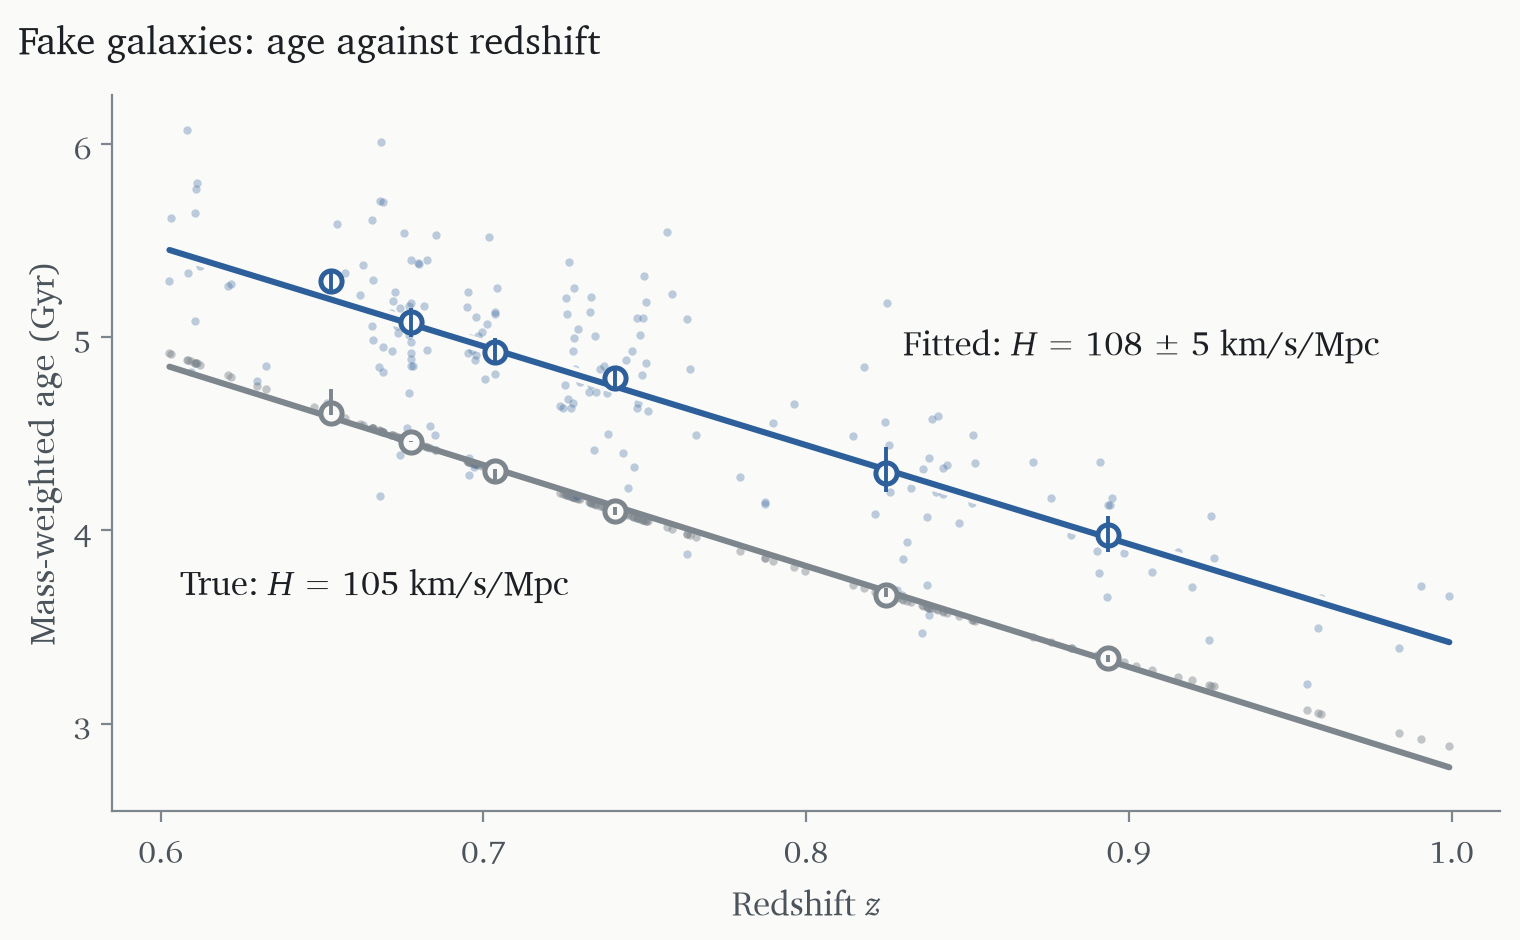 Fake galaxies: age against redshift
6
5
4
3
Mass-weighted age (Gyr)
Fitted: H = 108 ± 5 km/s/Mpc
True: H = 105 km/s/Mpc
0.6 0.7 0.8 0.9 1.0
Redshift z